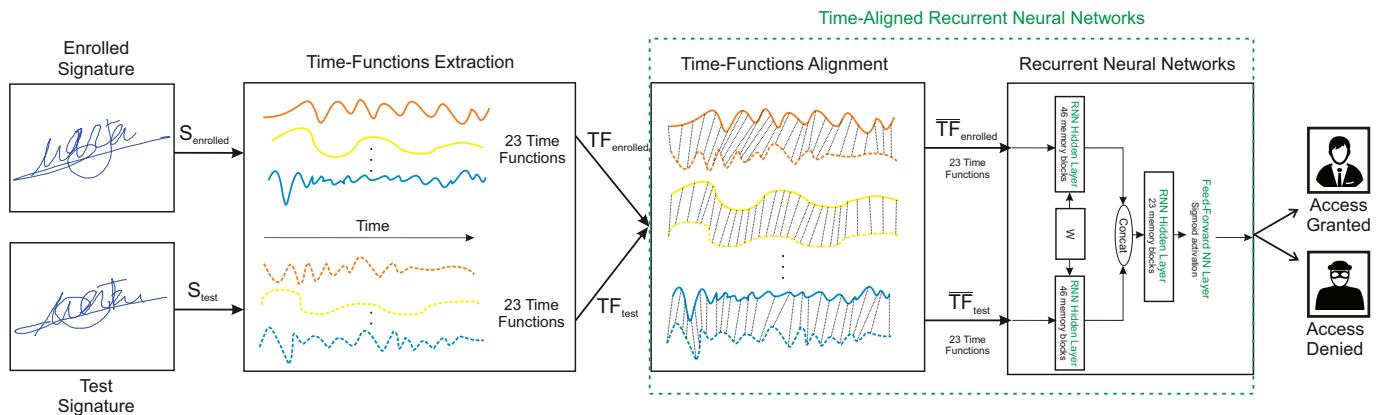 Time-Aligned Recurrent Neural Networks
Enrolled
Signature
Time-Functions Extraction
Time-Functions Alignment
Recurrent Neural Networks
S enrolled
23 Time
Functions
TF enrolled
TF enrolled
23 Time
Functions
RNN Hidden Layer
46 memory blocks
Time
W
Concat
RNN Hidden Layer
23 memory blocks
Feed-Forward NN Layer
Sigmoid activation
Access
Granted
S test
23 Time
Functions
TF test
TF test
23 Time
Functions
RNN Hidden Layer
46 memory blocks
Access
Denied
Test
Signature